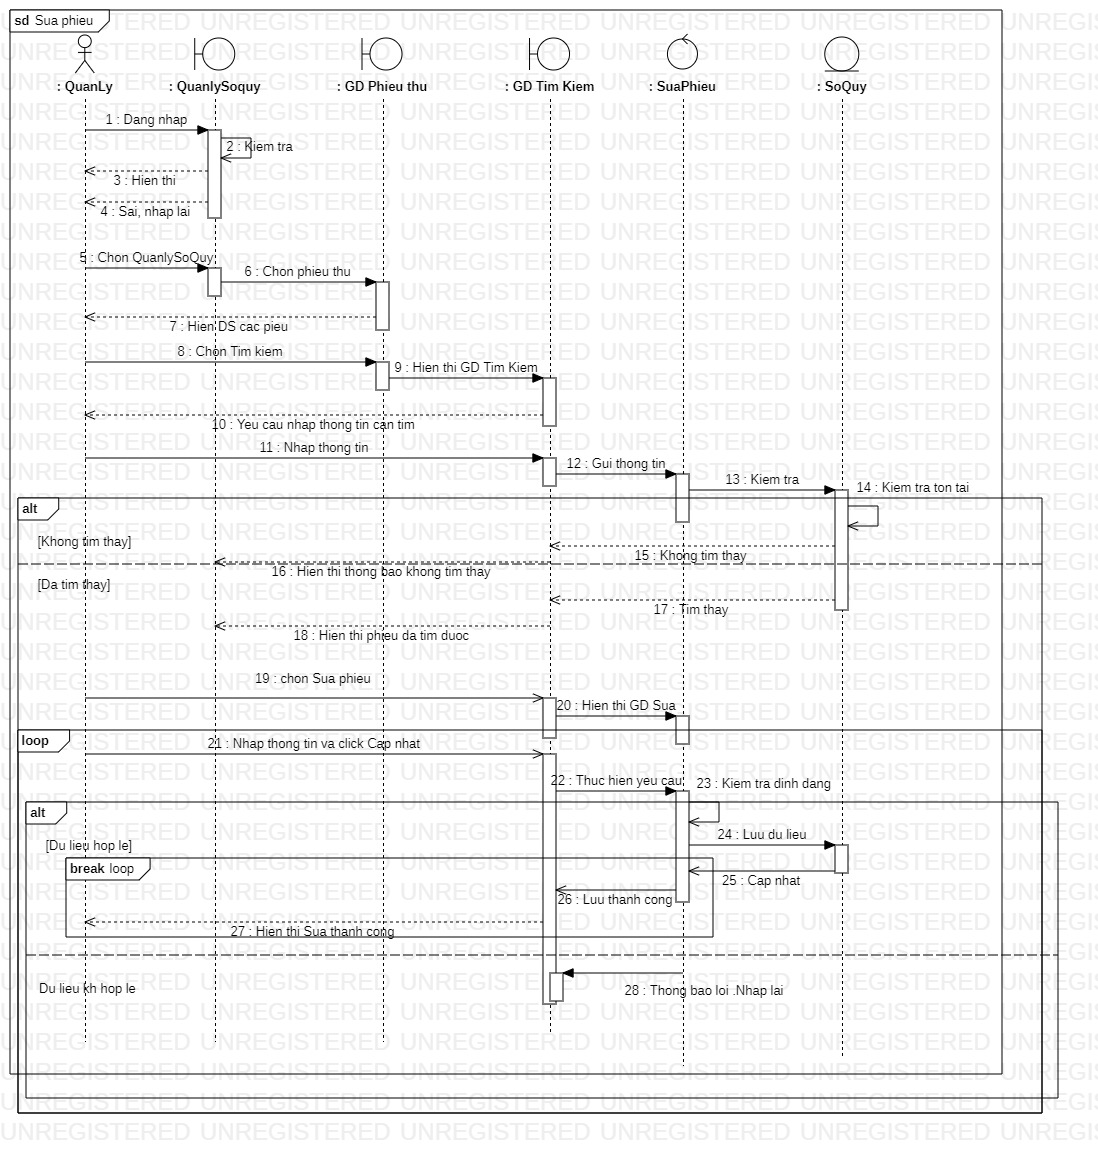 sd Sua phieu
: QuanLy
: QuanlySoquy
: GD Phieu thu
: GD Tim Kiem
: SuaPhieu
: SoQuy
1 : Dang nhap
2 : Kiem tra
3 : Hien thi
4 : Sai, nhap lai
5 : Chon QuanlySoQuy
6 : Chon phieu thu
7 : Hien DS cac pieu
8 : Chon Tim kiem
9 : Hien thi GD Tim Kiem
10 : Yeu cau nhap thong tin can tim
11 : Nhap thong tin
12 : Gui thong tin
13 : Kiem tra
14 : Kiem tra ton tai
alt
[Khong tim thay]
15 : Khong tim thay
16 : Hien thi thong bao khong tim thay
[Da tim thay]
17 : Tim thay
18 : Hien thi phieu da tim duoc
19 : chon Sua phieu
20 : Hien thi GD Sua
loop
21 : Nhap thong tin va click Cap nhat
22 : Thuc hien yeu cau
23 : Kiem tra dinh dang
alt
24 : Luu du lieu
[Du lieu hop le]
break loop
25 : Cap nhat
26 : Luu thanh cong
27 : Hien thi Sua thanh cong
Du lieu kh hop le
28 : Thong bao loi .Nhap lai
UNREGISTERED